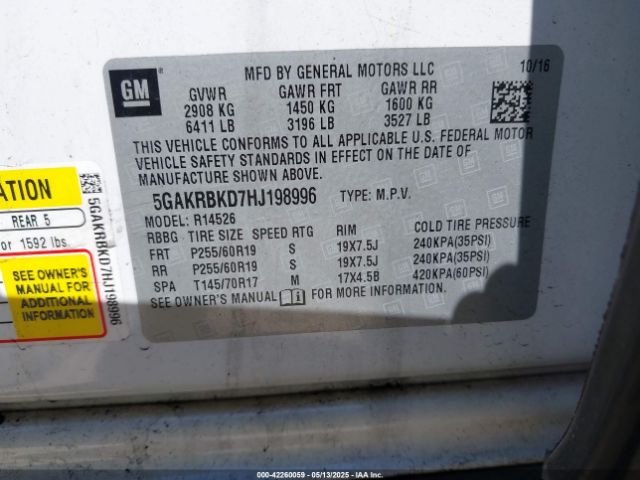 GM
MFD BY GENERAL MOTORS LLC 10/16
GVWR GAWR FRT GAWR RR
2908 KG 1450 KG 1600 KG
6411 LB 3196 LB 3527 LB
THIS VEHICLE CONFORMS TO ALL APPLICABLE U.S. FEDERAL MOTOR
VEHICLE SAFETY STANDARDS IN EFFECT ON THE DATE OF
MANUFACTURE SHOWN ABOVE.
5GAKRBKD7HJ198996 TYPE: M.P.V.
MODEL: R14526
RBBG TIRE SIZE SPEED RTG RIM COLD TIRE PRESSURE
FRT P255/60R19 S 19X7.5J 240KPA(35PSI)
RR P255/60R19 S 19X7.5J 240KPA(35PSI)
SPA T145/70R17 M 17X4.5B 420KPA(60PSI)
SEE OWNER'S MANUAL FOR MORE INFORMATION.
ATION
REAR 5
or 1592 lbs.
SEE OWNER'S
MANUAL FOR
ADDITIONAL
INFORMATION
5GAKRBKD7HJ198996
000-42260059 - 05/13/2025 - IAAI.COM